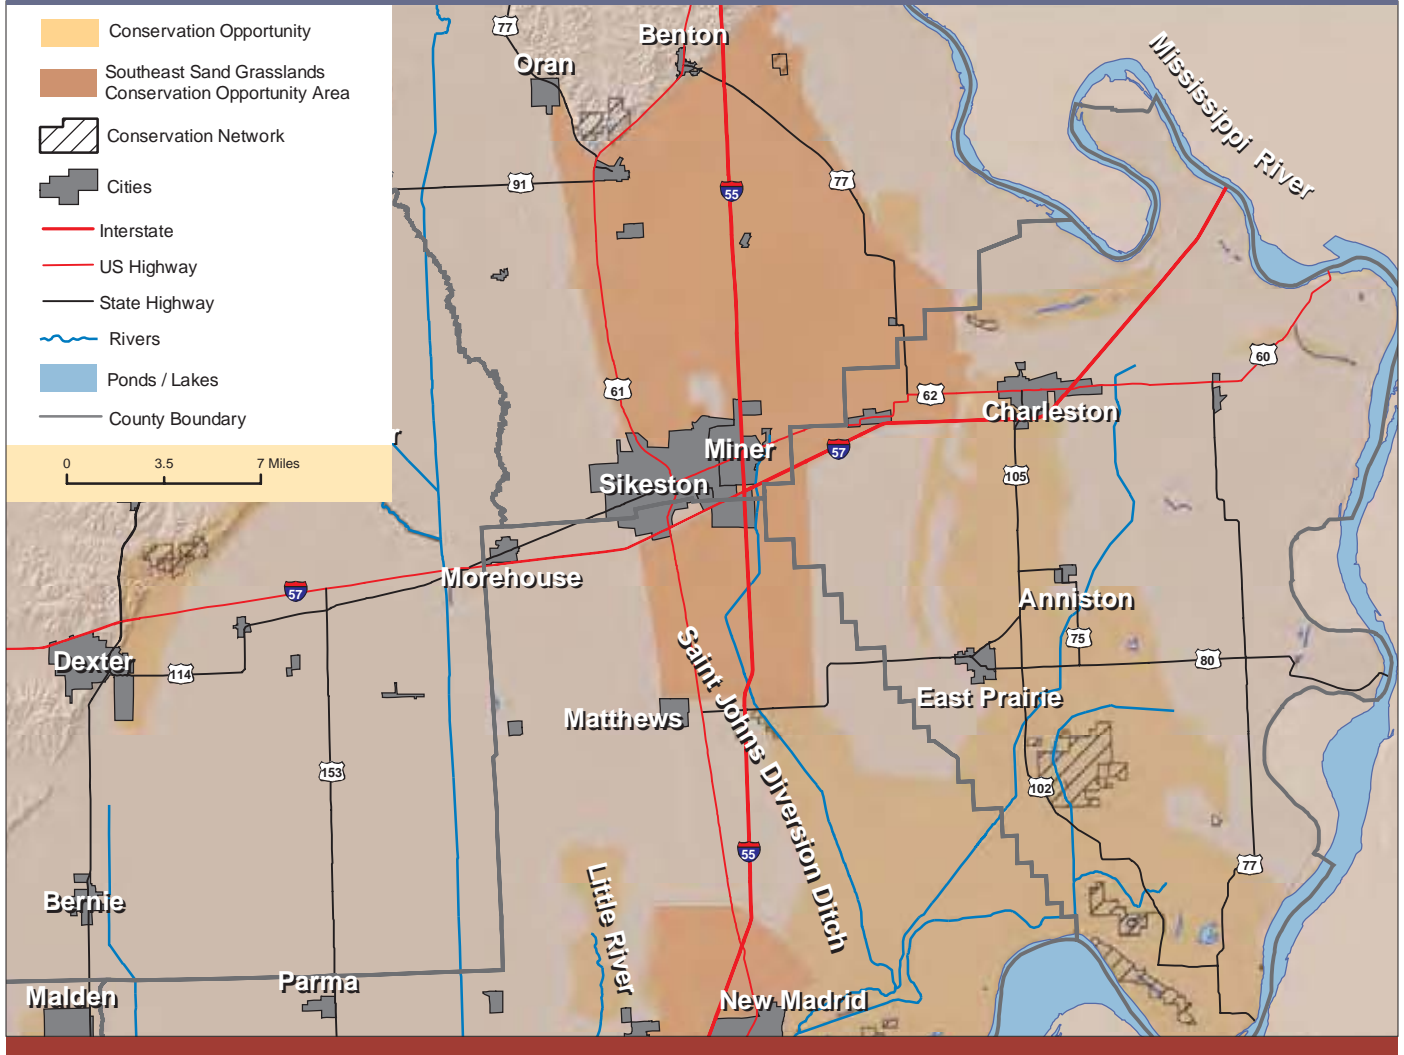 Conservation Opportunity
Southeast Sand Grasslands
Conservation Opportunity Area
Conservation Network
Cities
Interstate
US Highway
State Highway
Rivers
Ponds / Lakes
County Boundary
0 3.5 7 Miles
77
Benton
Oran
Mississippi River
91
55
77
61
62
60
Charleston
Miner
57
Sikeston
105
Morehouse
57
Anniston
75
Dexter
114
80
East Prairie
Matthews
Saint Johns Diversion Ditch
153
102
55
77
Bernie
Little River
Parma
Malden
New Madrid